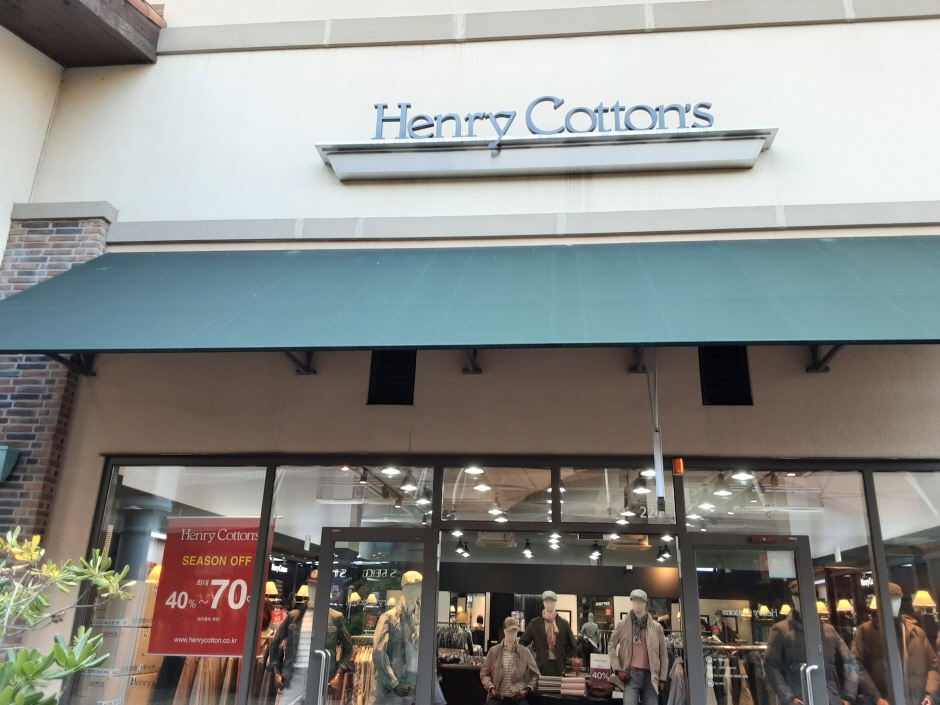 Henry Cotton's
Henry Cotton's
SEASON OFF
최대
40%~70
www.henrycotton.co.kr
40%